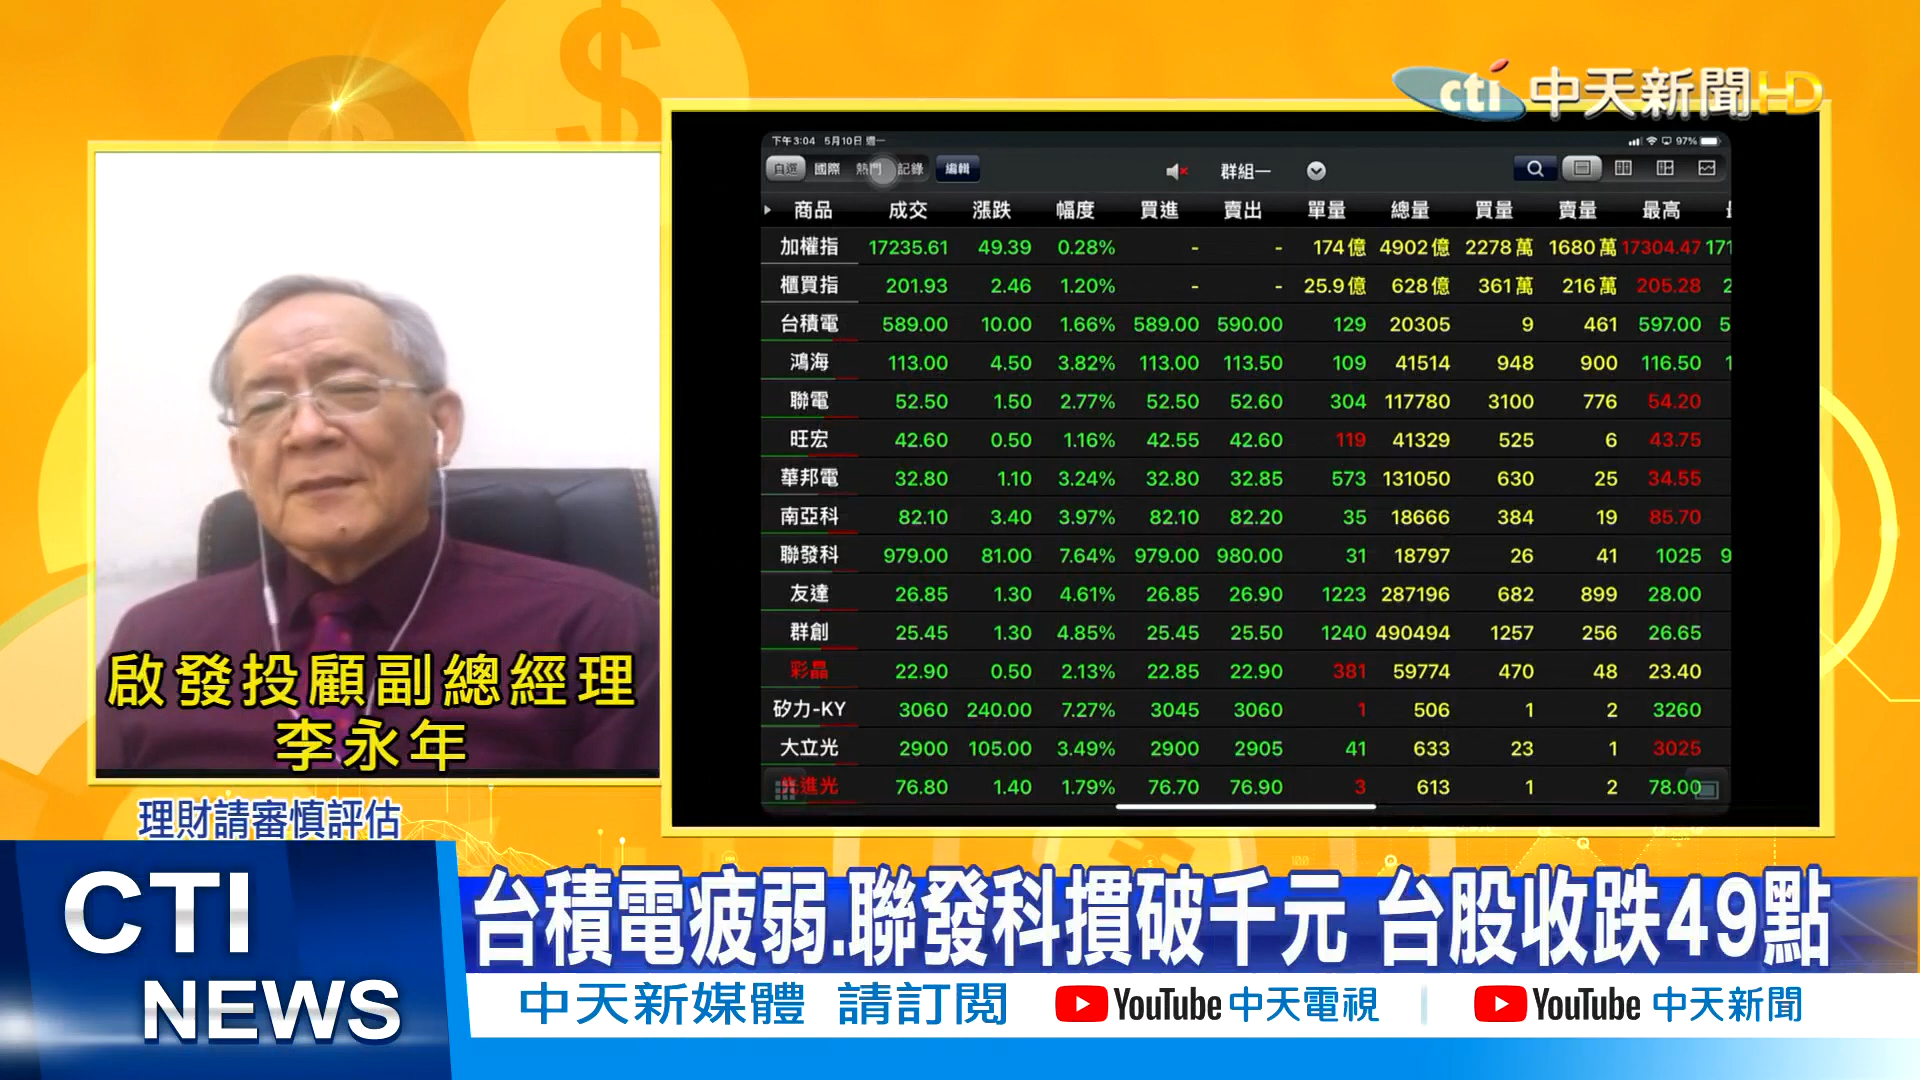 cti 中天新聞HD
下午3:04 5月10日 週一 97%
自選 國際 熱門 記錄 編輯 群組一
商品 成交 漲跌 幅度 買進 賣出 單量 總量 買量 賣量 最高
加權指 17235.61 49.39 0.28% - - 174億 4902億 2278萬 1680萬 17304.47 171
櫃買指 201.93 2.46 1.20% - - 25.9億 628億 361萬 216萬 205.28 2
台積電 589.00 10.00 1.66% 589.00 590.00 129 20305 9 461 597.00 5
鴻海 113.00 4.50 3.82% 113.00 113.50 109 41514 948 900 116.50 1
聯電 52.50 1.50 2.77% 52.50 52.60 304 117780 3100 776 54.20
旺宏 42.60 0.50 1.16% 42.55 42.60 119 41329 525 6 43.75
華邦電 32.80 1.10 3.24% 32.80 32.85 573 131050 630 25 34.55
南亞科 82.10 3.40 3.97% 82.10 82.20 35 18666 384 19 85.70
聯發科 979.00 81.00 7.64% 979.00 980.00 31 18797 26 41 1025 9
友達 26.85 1.30 4.61% 26.85 26.90 1223 287196 682 899 28.00
群創 25.45 1.30 4.85% 25.45 25.50 1240 490494 1257 256 26.65
彩晶 22.90 0.50 2.13% 22.85 22.90 381 59774 470 48 23.40
矽力-KY 3060 240.00 7.27% 3045 3060 1 506 1 2 3260
大立光 2900 105.00 3.49% 2900 2905 41 633 23 1 3025
先進光 76.80 1.40 1.79% 76.70 76.90 3 613 1 2 78.00
啟發投顧副總經理
李永年
理財請審慎評估
CTI
NEWS
台積電疲弱.聯發科摜破千元 台股收跌49點
中天新媒體 請訂閱 YouTube 中天電視 YouTube 中天新聞